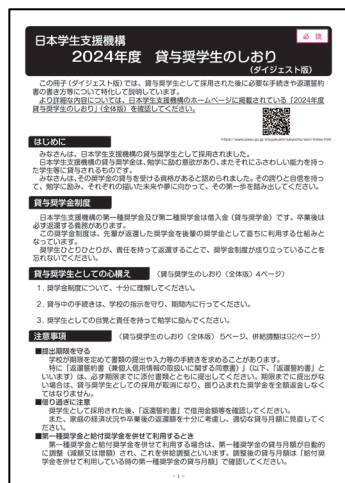 必 読
日本学生支援機構
2024年度　貸与奨学生のしおり
(ダイジェスト版)
この冊子(ダイジェスト版)では、貸与奨学生として採用された後に必要な手続きや返還誓約
書の書き方等について特化して説明しています。
より詳細な内容については、日本学生支援機構のホームページに掲載されている「2024年度
貸与奨学生のしおり」(全体版)を確認してください。
はじめに
みなさんは、日本学生支援機構の貸与奨学生として採用されました。
日本学生支援機構の貸与奨学金は、勉学に励む意欲があり、またそれにふさわしい能力を持っ
た学生等に貸与されるものです。
みなさんは、その奨学金の貸与を受ける資格があると認められました。その誇りと自信を持っ
て、勉学に励み、それぞれの描いた未来や夢に向かって、その第一歩を踏み出してください。
貸与奨学金制度
日本学生支援機構の第一種奨学金及び第二種奨学金は借入金(貸与奨学金)です。卒業後は
必ず返還する義務があります。
この奨学金制度は、先輩が返還した奨学金を後輩の奨学金として直ちに利用する仕組みと
なっています。
奨学生ひとりひとりが、責任を持って返還することで、奨学金制度が成り立っていることを
忘れないでください。
貸与奨学生としての心構え　(貸与奨学生のしおり(全体版)4ページ)
1. 奨学金制度について、十分に理解してください。
2. 貸与中の手続きは、学校の指示を守り、期間内に行ってください。
3. 奨学生としての自覚と責任を持って勉学に励んでください。
注意事項　(貸与奨学生のしおり(全体版) 5ページ、併給調整は92ページ)
■提出期限を守る
学校が期限を定めて書類の提出や入力等の手続きを求めることがあります。
特に「返還誓約書(兼個人信用情報の取扱いに関する同意書)」(以下、「返還誓約書」と
いいます)は、必ず期限までに添付書類とともに提出してください。期限までに提出がな
い場合は、貸与奨学生としての採用が取消になり、振り込まれた奨学金を全額返金しなく
てはなりません。
■借り過ぎに注意
奨学生として採用された後、「返還誓約書」で借用金額等を確認してください。
また、家庭の経済状況や卒業後の返還額を十分に考慮し、適切な貸与月額に見直してく
ださい。
■第一種奨学金と給付奨学金を併せて利用するとき
第一種奨学金と給付奨学金を併せて利用する場合は、第一種奨学金の貸与月額が自動的
に調整(減額又は増額)され、これを併給調整といいます。調整後の貸与月額は「給付奨
学金を併せて利用している時の第一種奨学金の貸与月額」で確認してください。
- 1 -